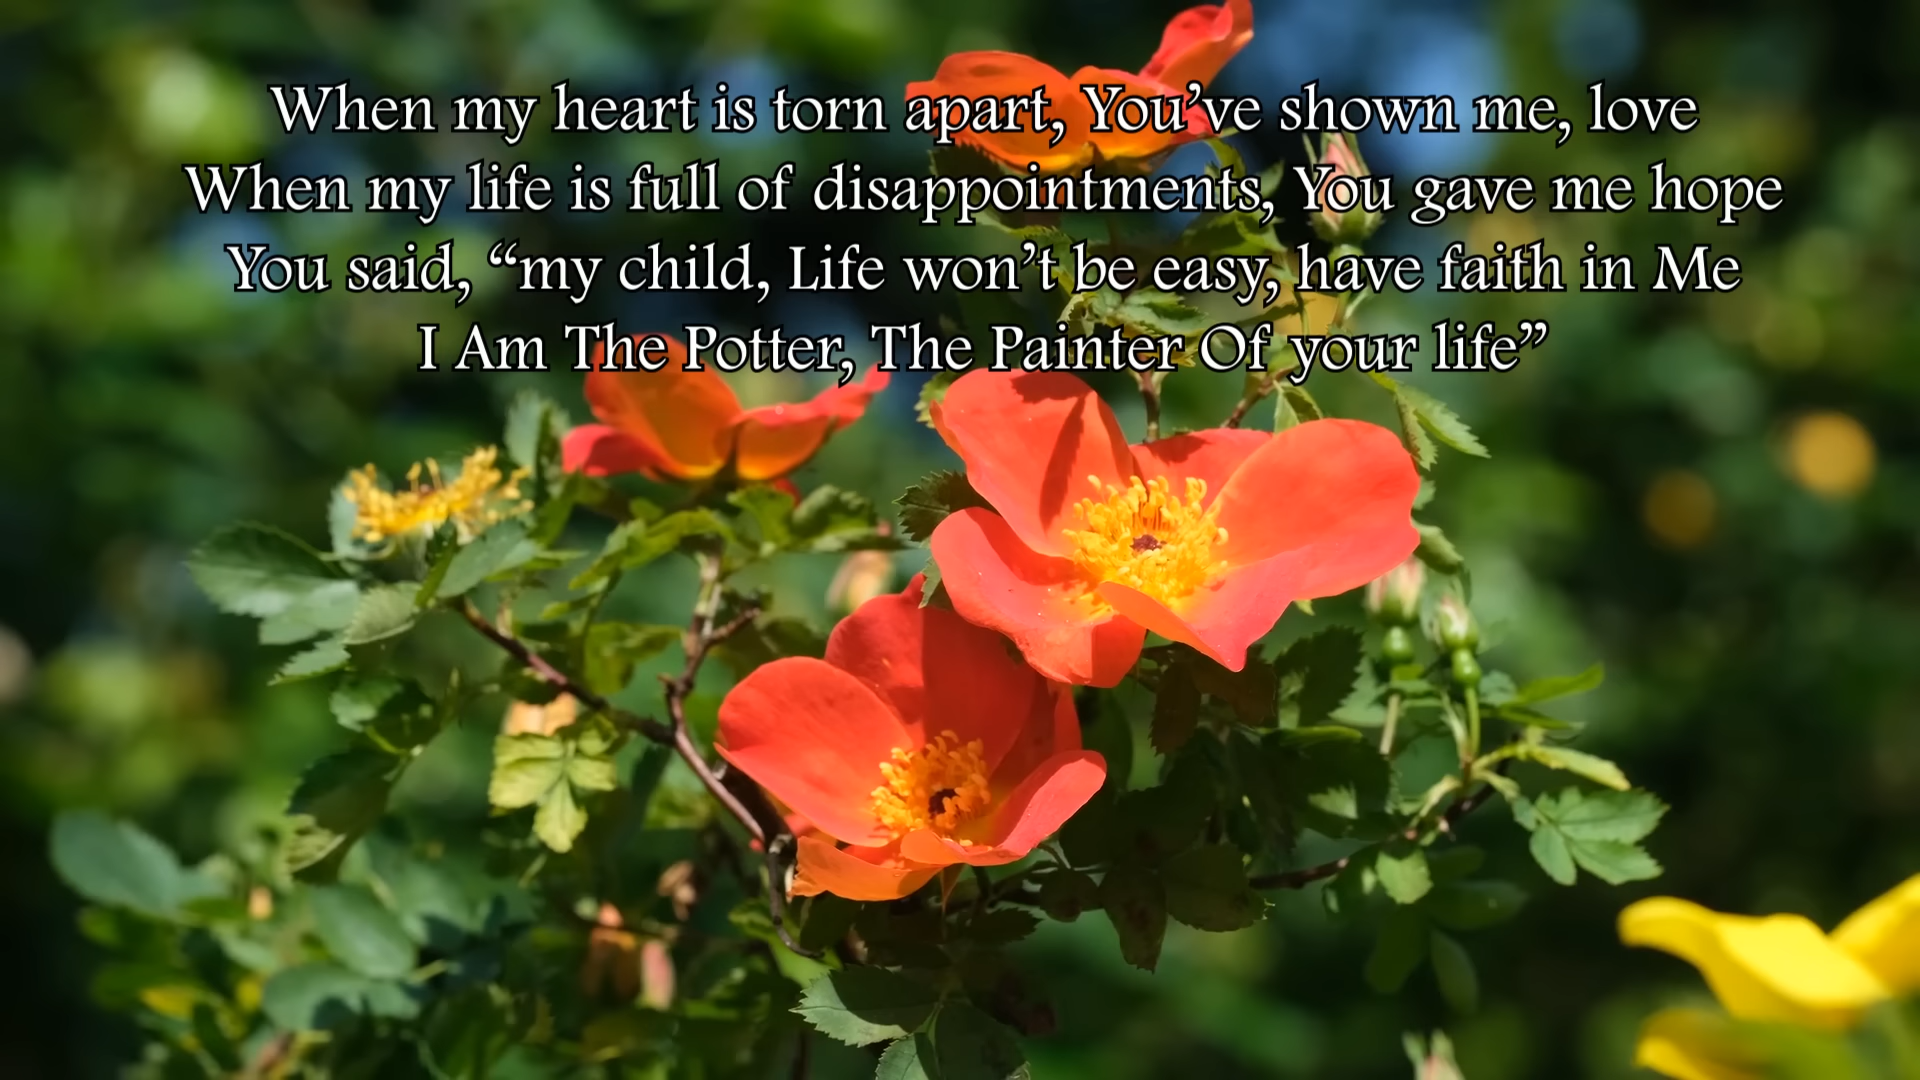 When my heart is torn apart, You’ve shown me, love
When my life is full of disappointments, You gave me hope
You said, “my child, Life won’t be easy, have faith in Me
I Am The Potter, The Painter Of your life”